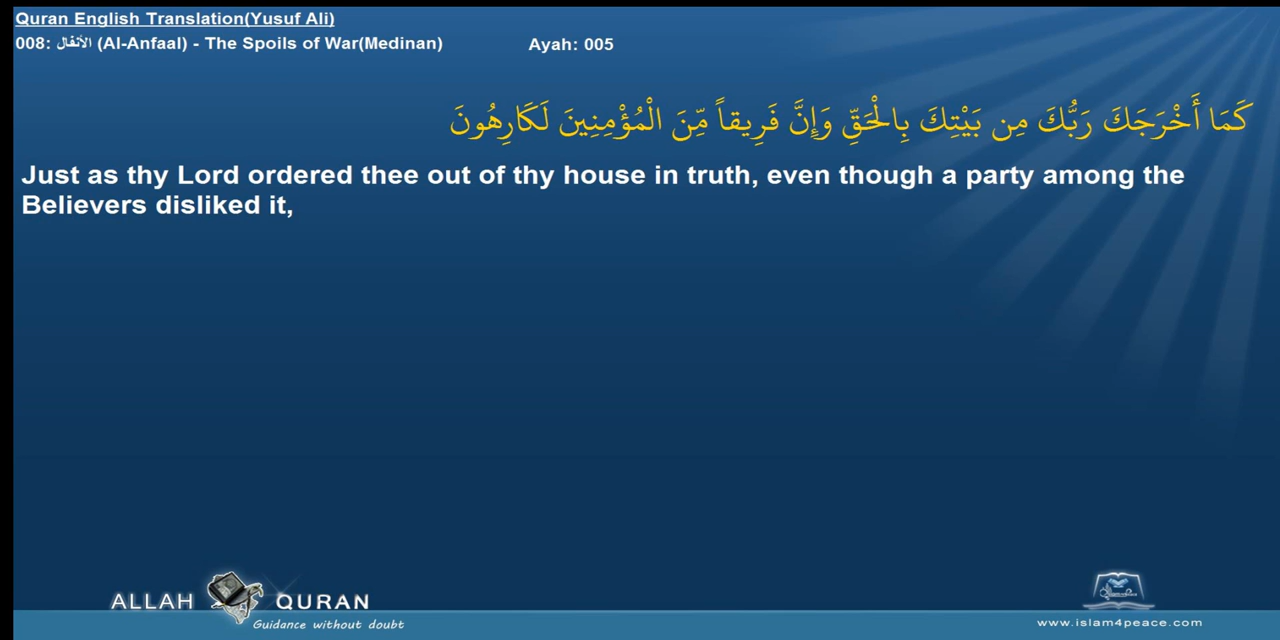 Quran English Translation(Yusuf Ali)
008: الأنفال (Al-Anfaal) - The Spoils of War(Medinan) Ayah: 005
كَمَا أَخْرَجَكَ رَبُّكَ مِن بَيْتِكَ بِالْحَقِّ وَإِنَّ فَرِيقاً مِّنَ الْمُؤْمِنِينَ لَكَارِهُونَ
Just as thy Lord ordered thee out of thy house in truth, even though a party among the
Believers disliked it,
ALLAH QURAN
Guidance without doubt
www.islam4peace.com